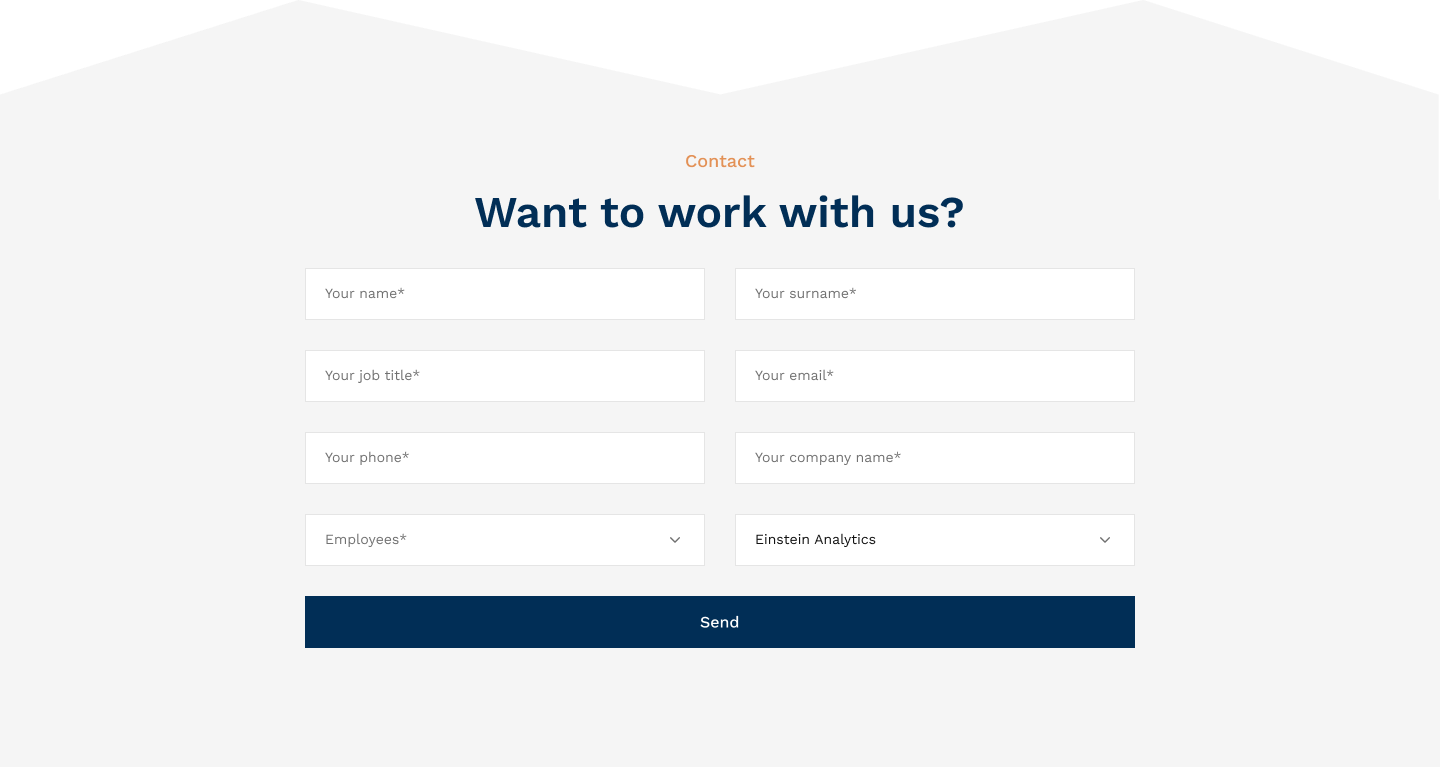 Contact
Want to work with us?
Your name*
Your surname*
Your job title*
Your email*
Your phone*
Your company name*
Employees*
Einstein Analytics
Send